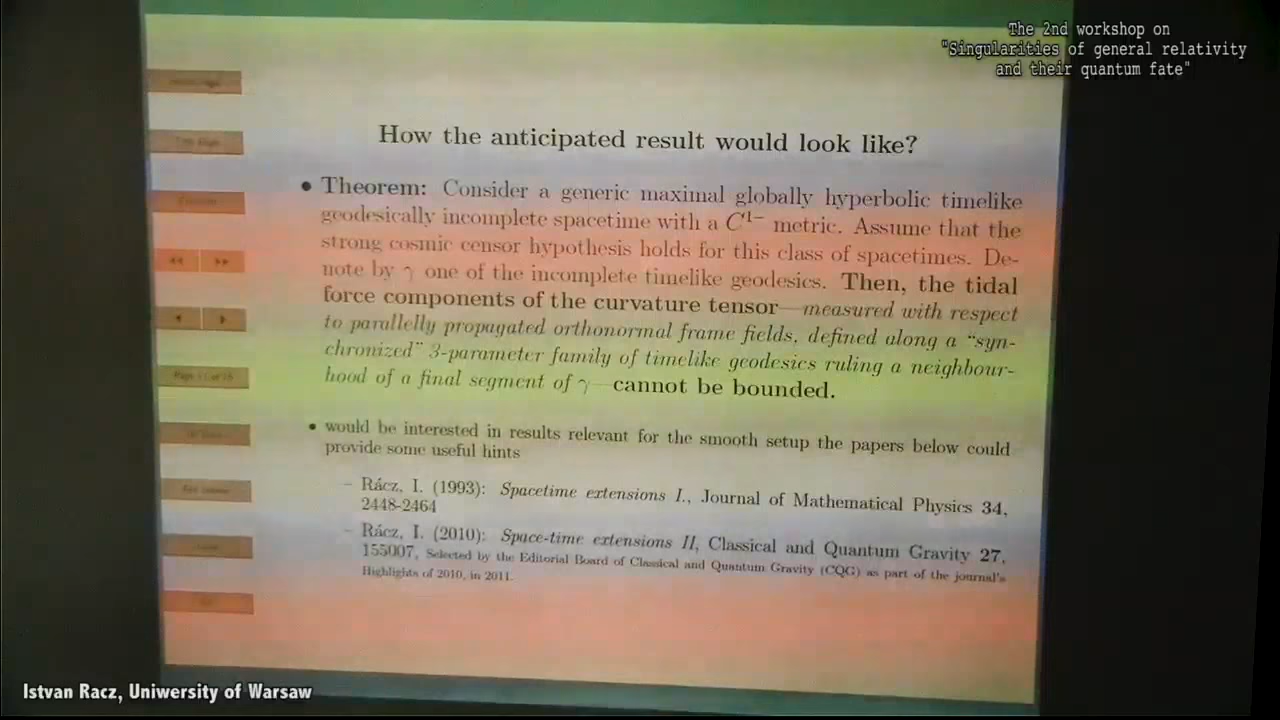 The 2nd workshop on
"Singularities of general relativity
and their quantum fate"
How the anticipated result would look like?
• Theorem: Consider a generic maximal globally hyperbolic timelike
geodesically incomplete spacetime with a C¹⁻ metric. Assume that the
strong cosmic censor hypothesis holds for this class of spacetimes. De-
note by γ one of the incomplete timelike geodesics. Then, the tidal
force components of the curvature tensor—measured with respect
to parallelly propagated orthonormal frame fields, defined along a "syn-
chronized" 3-parameter family of timelike geodesics ruling a neighbour-
hood of a final segment of γ—cannot be bounded.
• would be interested in results relevant for the smooth setup the papers below could
provide some useful hints
– Rácz, I. (1993): Spacetime extensions I., Journal of Mathematical Physics 34,
2448-2464
– Rácz, I. (2010): Space-time extensions II, Classical and Quantum Gravity 27,
155007, Selected by the Editorial Board of Classical and Quantum Gravity (CQG) as part of the journal's
Highlights of 2010, in 2011.
Istvan Racz, Uniwersity of Warsaw